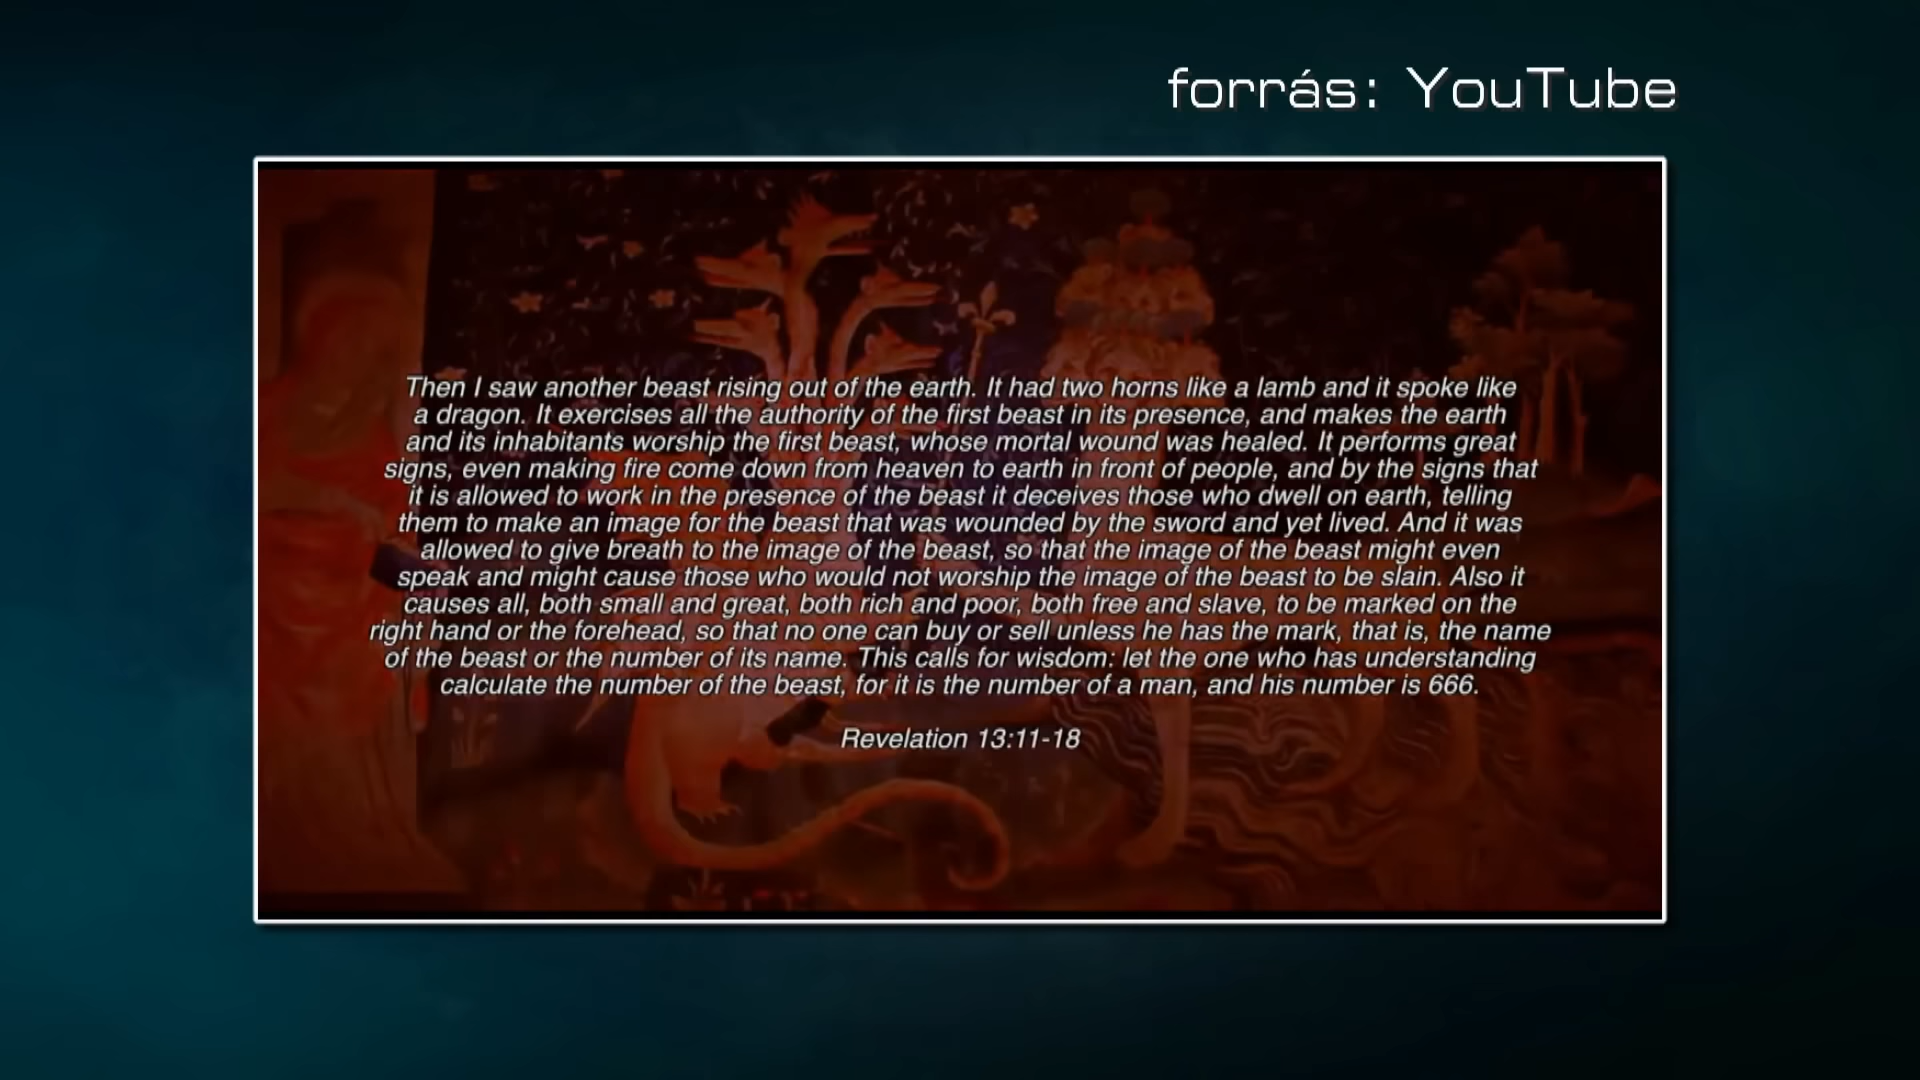 forrás: YouTube
Then I saw another beast rising out of the earth. It had two horns like a lamb and it spoke like
a dragon. It exercises all the authority of the first beast in its presence, and makes the earth
and its inhabitants worship the first beast, whose mortal wound was healed. It performs great
signs, even making fire come down from heaven to earth in front of people, and by the signs that
it is allowed to work in the presence of the beast it deceives those who dwell on earth, telling
them to make an image for the beast that was wounded by the sword and yet lived. And it was
allowed to give breath to the image of the beast, so that the image of the beast might even
speak and might cause those who would not worship the image of the beast to be slain. Also it
causes all, both small and great, both rich and poor, both free and slave, to be marked on the
right hand or the forehead, so that no one can buy or sell unless he has the mark, that is, the name
of the beast or the number of its name. This calls for wisdom: let the one who has understanding
calculate the number of the beast, for it is the number of a man, and his number is 666.
Revelation 13:11-18